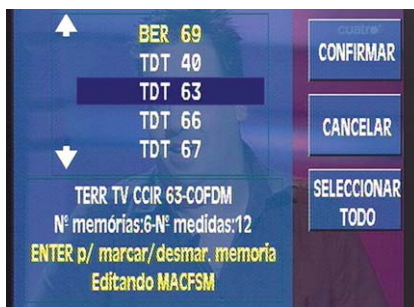 BER 69
TDT 40
TDT 63
TDT 66
TDT 67
TERR TV CCIR 63-COFDM
Nº memórias:6-Nº medidas:12
ENTER p/ marcar/desmar. memoria
Editando MACFSM
cuatro
CONFIRMAR
CANCELAR
SELECCIONAR
TODO